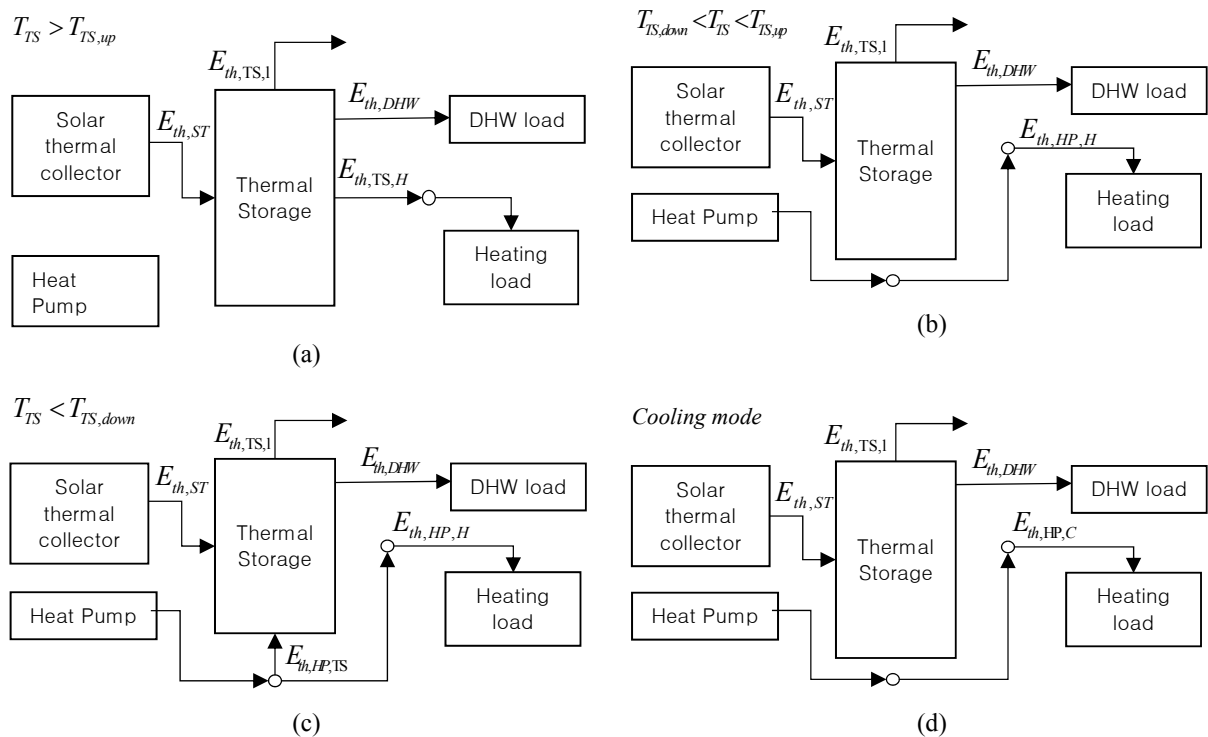 T_TS > T_TS,up
E_th,TS,l
E_th,DHW
Solar
thermal
collector
E_th,ST
DHW load
E_th,TS,H
Thermal
Storage
Heating
load
Heat
Pump
(a)
T_TS,down < T_TS < T_TS,up
E_th,TS,l
E_th,DHW
Solar
thermal
collector
E_th,ST
DHW load
E_th,HP,H
Thermal
Storage
Heat Pump
Heating
load
(b)
T_TS < T_TS,down
E_th,TS,l
E_th,DHW
Solar
thermal
collector
E_th,ST
DHW load
E_th,HP,H
Thermal
Storage
Heat Pump
Heating
load
E_th,HP,TS
(c)
Cooling mode
E_th,TS,l
E_th,DHW
Solar
thermal
collector
E_th,ST
DHW load
E_th,HP,C
Thermal
Storage
Heat Pump
Heating
load
(d)